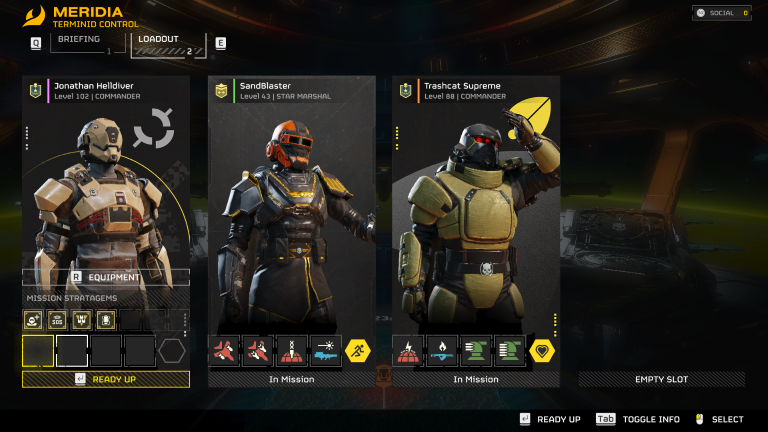 MERIDIA
TERMINID CONTROL
SOCIAL 0
Q BRIEFING 1 LOADOUT 2 E
Jonathan Helldiver
Level 102 | COMMANDER
SandBlaster
Level 43 | STAR MARSHAL
Trashcat Supreme
Level 88 | COMMANDER
R EQUIPMENT
MISSION STRATAGEMS
SOS
READY UP
In Mission
In Mission
EMPTY SLOT
READY UP Tab TOGGLE INFO SELECT